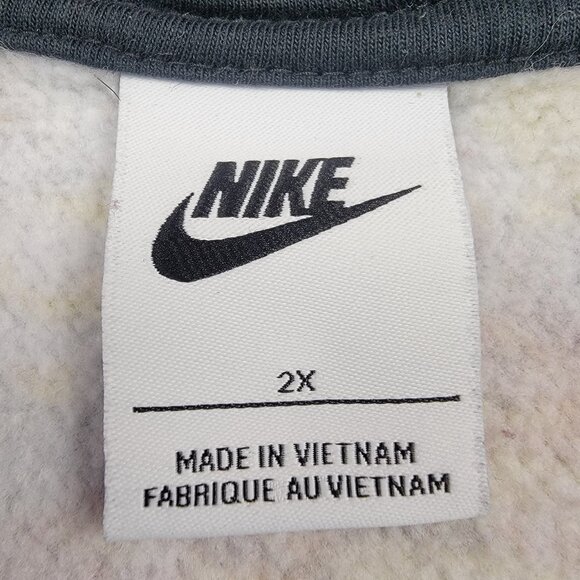 NIKE
2X
MADE IN VIETNAM
FABRIQUE AU VIETNAM